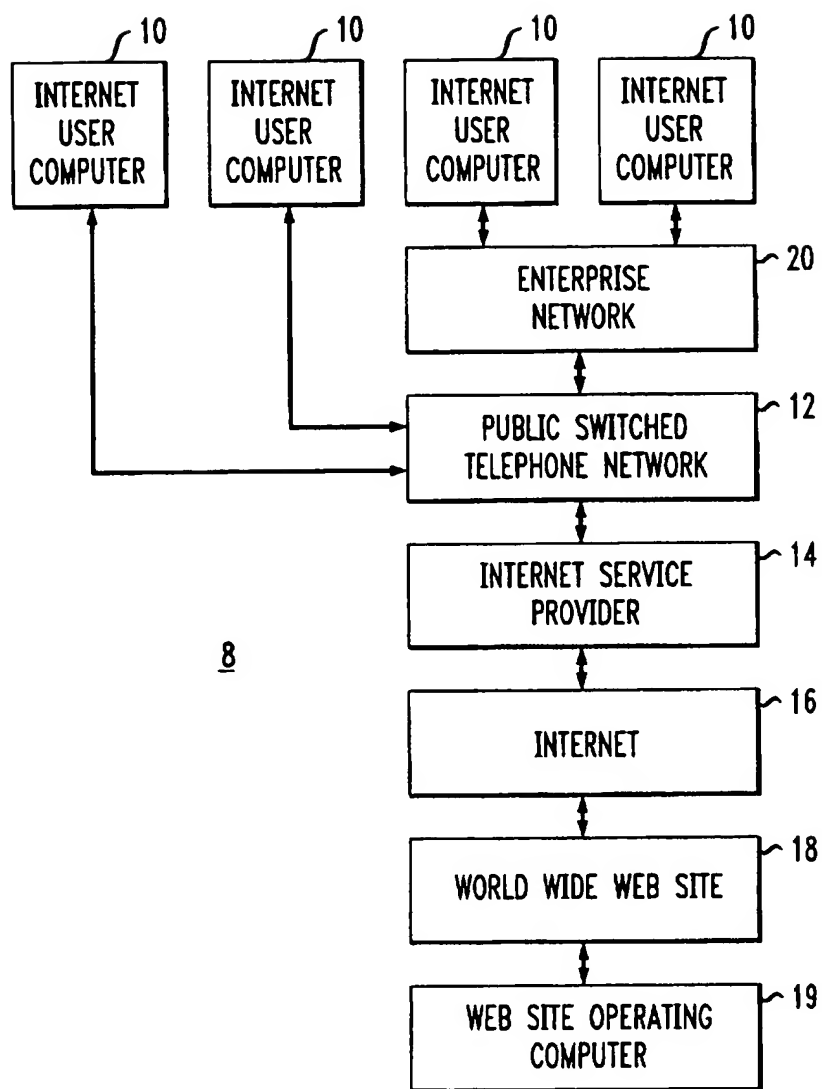 10 10 10 10
INTERNET USER COMPUTER
INTERNET USER COMPUTER
INTERNET USER COMPUTER
INTERNET USER COMPUTER
20
ENTERPRISE
NETWORK
12
PUBLIC SWITCHED
TELEPHONE NETWORK
14
INTERNET SERVICE
PROVIDER
8
16
INTERNET
18
WORLD WIDE WEB SITE
19
WEB SITE OPERATING
COMPUTER